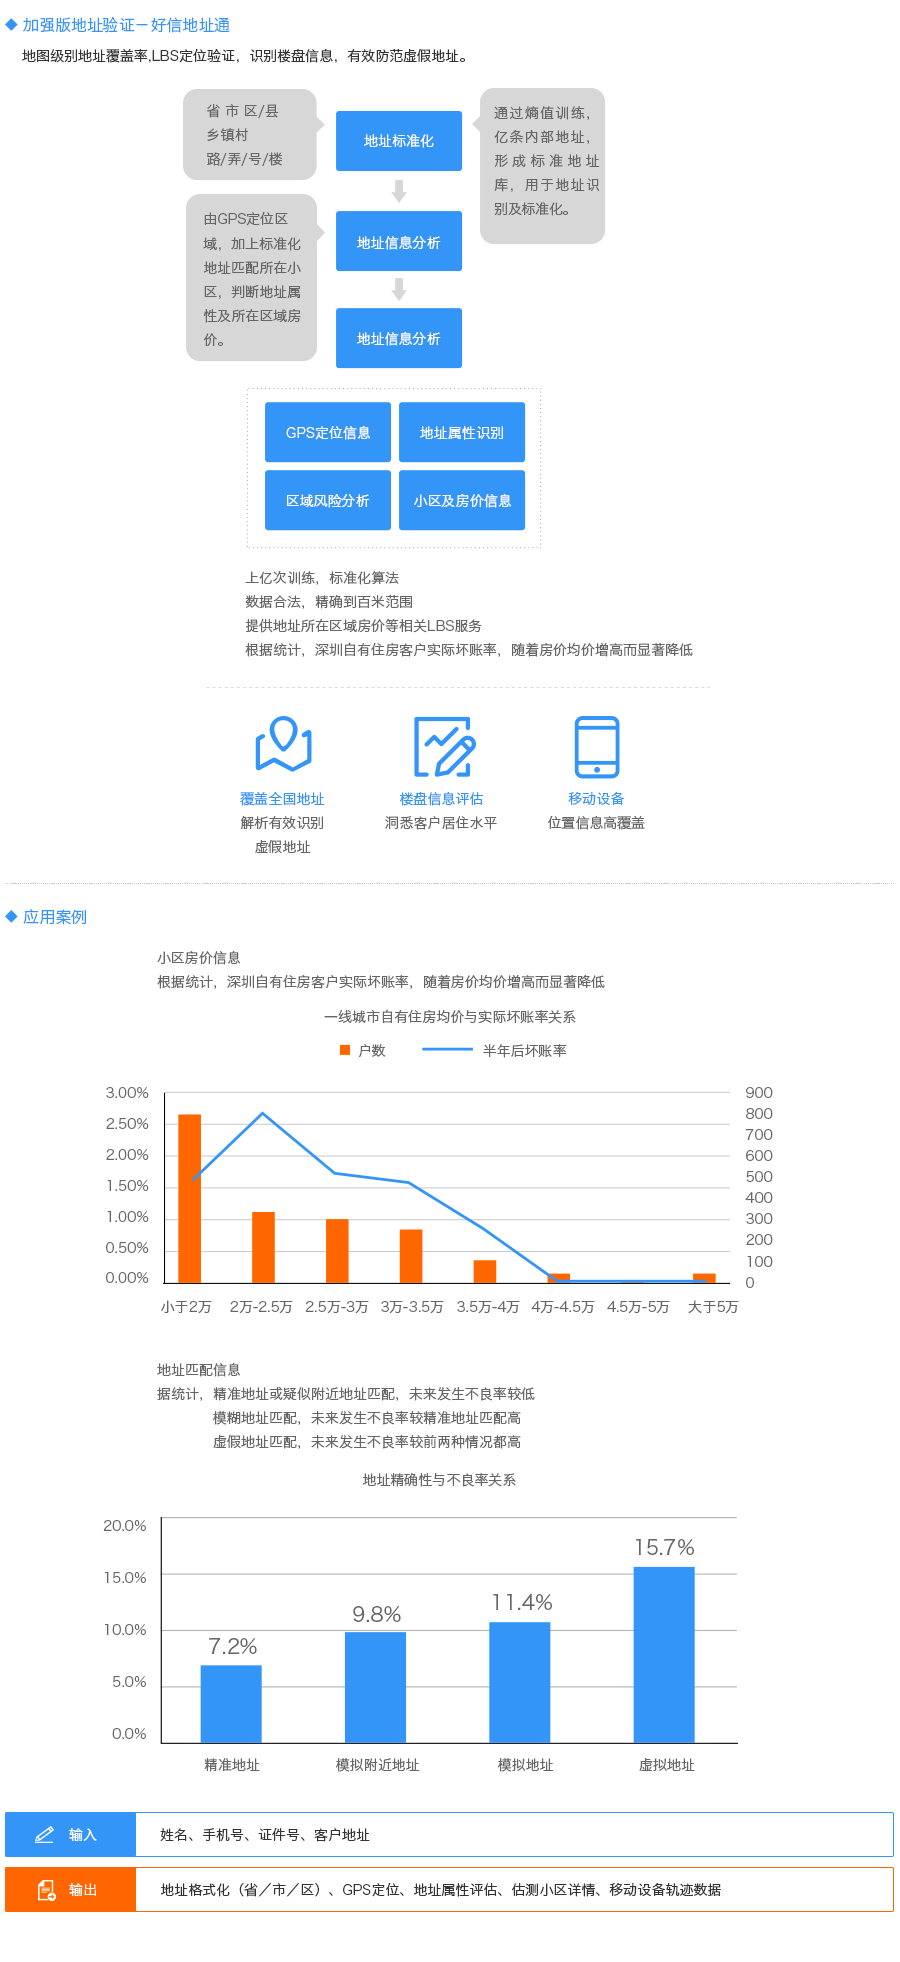 加强版地址验证－好信地址通
地图级别地址覆盖率,LBS定位验证，识别楼盘信息，有效防范虚假地址。
省 市 区/县
乡镇村
路/弄/号/楼
地址标准化
通过熵值训练，
亿条内部地址，
形成标准地址
库，用于地址识
别及标准化。
由GPS定位区
域，加上标准化
地址匹配所在小
区，判断地址属
性及所在区域房
价。
地址信息分析
地址信息分析
GPS定位信息
地址属性识别
区域风险分析
小区及房价信息
上亿次训练，标准化算法
数据合法，精确到百米范围
提供地址所在区域房价等相关LBS服务
根据统计，深圳自有住房客户实际坏账率，随着房价均价增高而显著降低
覆盖全国地址
解析有效识别
虚假地址
楼盘信息评估
洞悉客户居住水平
移动设备
位置信息高覆盖
应用案例
小区房价信息
根据统计，深圳自有住房客户实际坏账率，随着房价均价增高而显著降低
一线城市自有住房均价与实际坏账率关系
户数
半年后坏账率
3.00%
2.50%
2.00%
1.50%
1.00%
0.50%
0.00%
900
800
700
600
500
400
300
200
100
0
小于2万
2万-2.5万
2.5万-3万
3万-3.5万
3.5万-4万
4万-4.5万
4.5万-5万
大于5万
地址匹配信息
据统计，精准地址或疑似附近地址匹配，未来发生不良率较低
模糊地址匹配，未来发生不良率较精准地址匹配高
虚假地址匹配，未来发生不良率较前两种情况都高
地址精确性与不良率关系
20.0%
15.0%
10.0%
5.0%
0.0%
7.2%
9.8%
11.4%
15.7%
精准地址
模拟附近地址
模拟地址
虚拟地址
输入
姓名、手机号、证件号、客户地址
输出
地址格式化（省／市／区）、GPS定位、地址属性评估、估测小区详情、移动设备轨迹数据